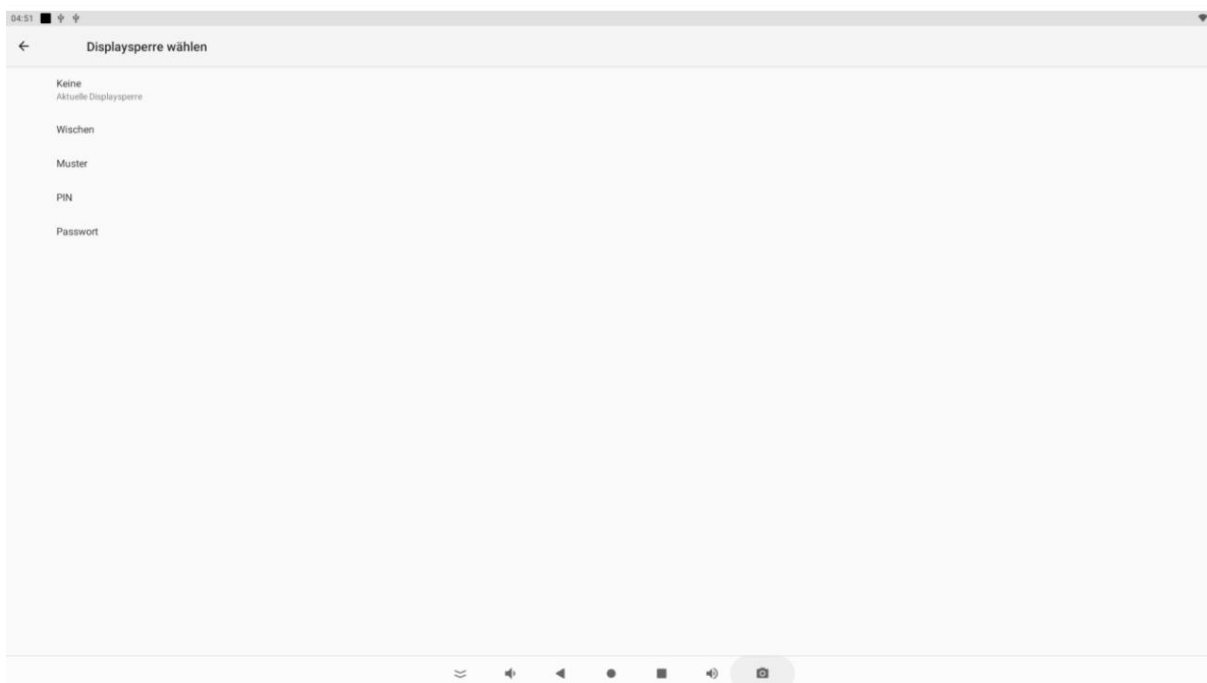 04:51
Displaysperre wählen
Keine
Aktuelle Displaysperre
Wischen
Muster
PIN
Passwort